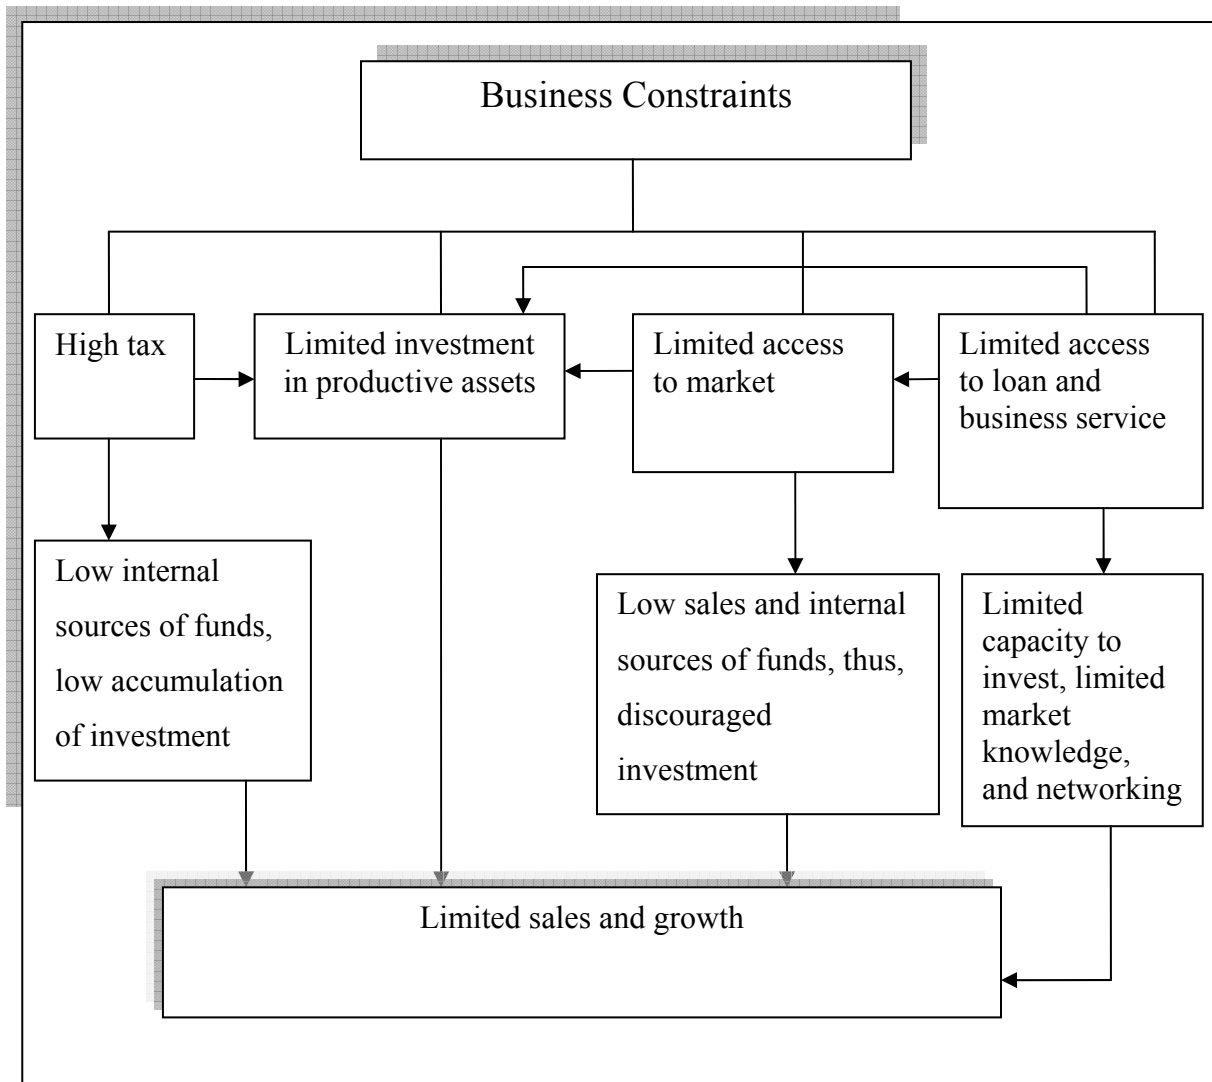 Business Constraints
High tax
Limited investment
in productive assets
Limited access
to market
Limited access
to loan and
business service
Low internal
sources of funds,
low accumulation
of investment
Low sales and internal
sources of funds, thus,
discouraged
investment
Limited
capacity to
invest, limited
market
knowledge,
and networking
Limited sales and growth